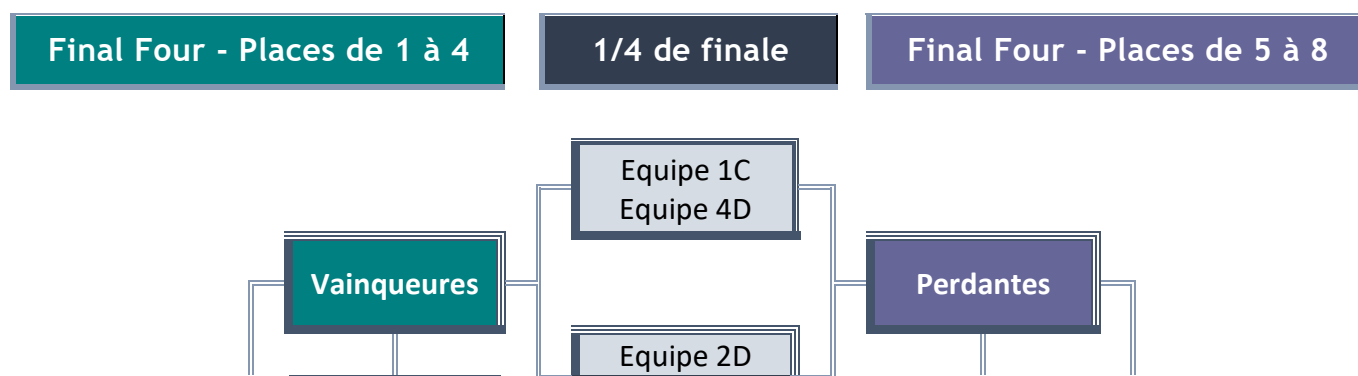 Final Four - Places de 1 à 4
1/4 de finale
Final Four - Places de 5 à 8
Equipe 1C
Equipe 4D
Vainqueures
Perdantes
Equipe 2D